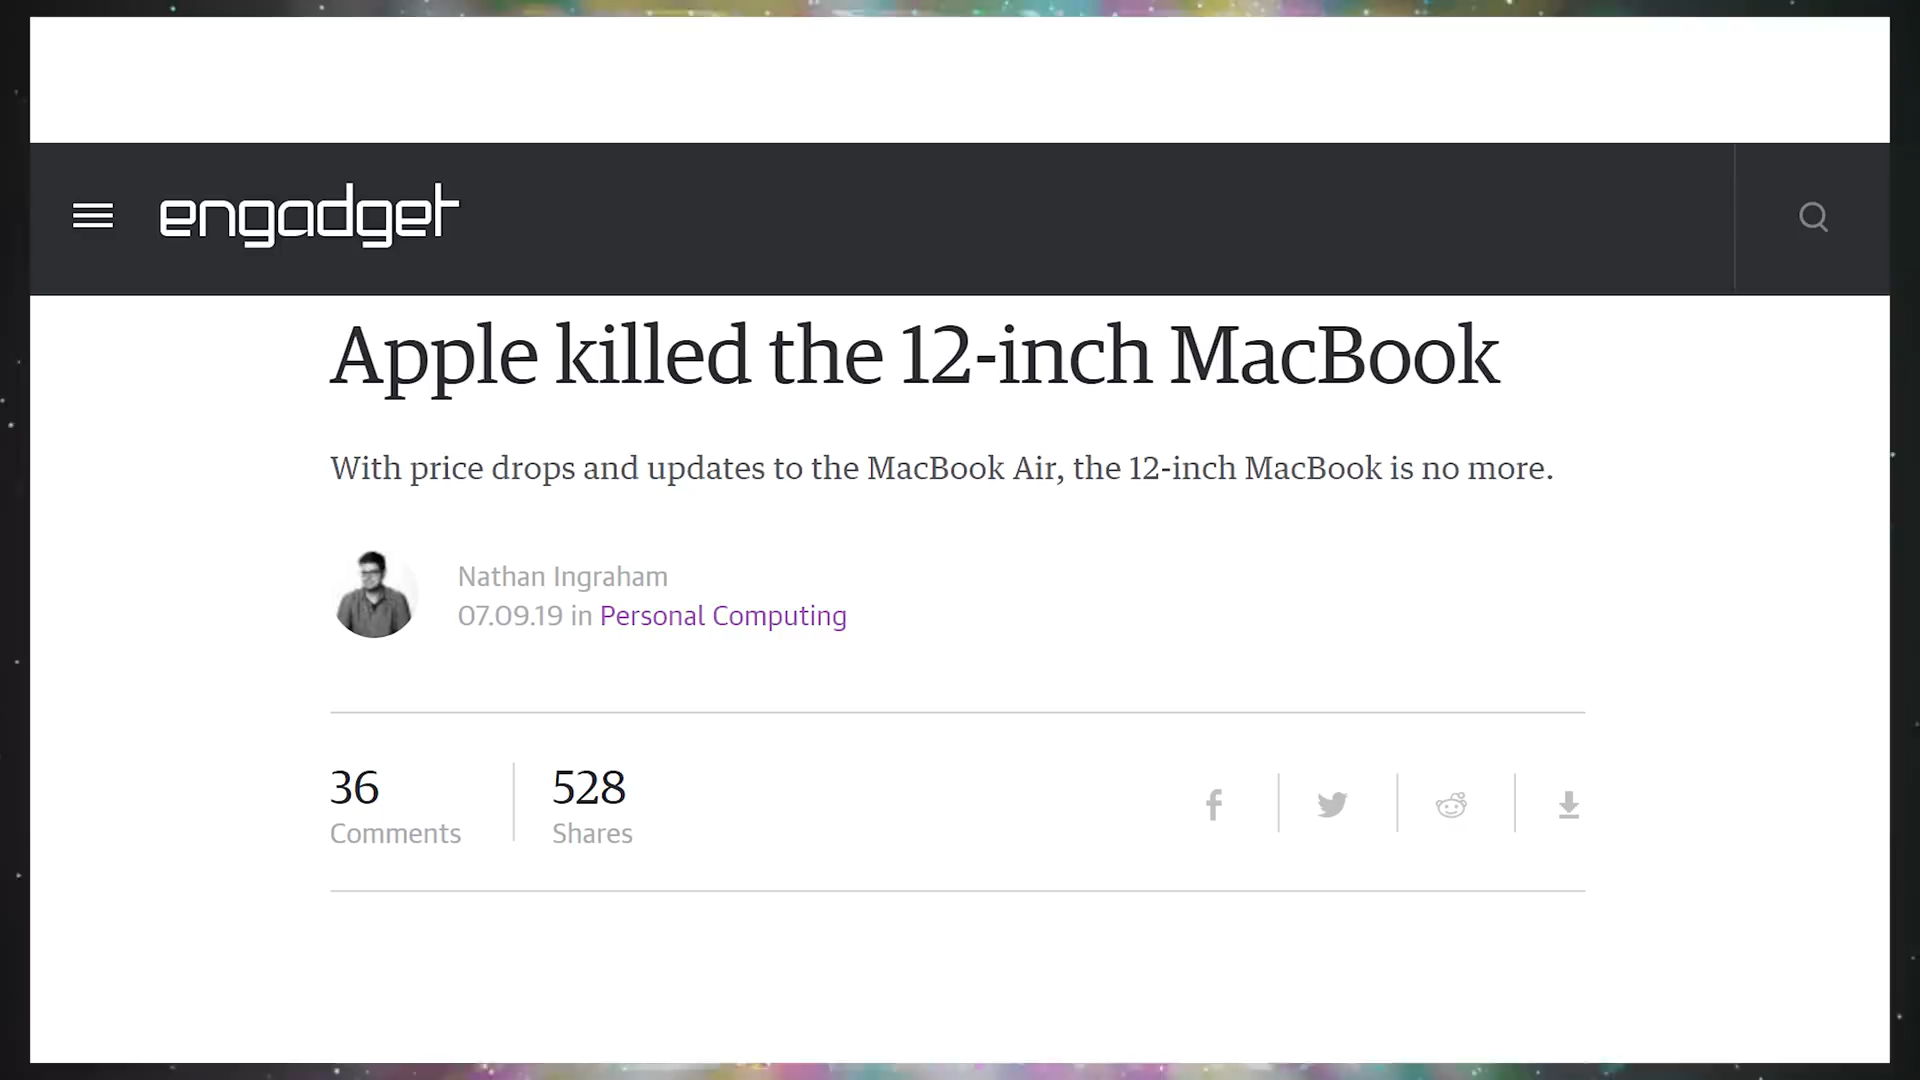 engadget
Apple killed the 12-inch MacBook
With price drops and updates to the MacBook Air, the 12-inch MacBook is no more.
Nathan Ingraham
07.09.19 in Personal Computing
36
Comments
528
Shares